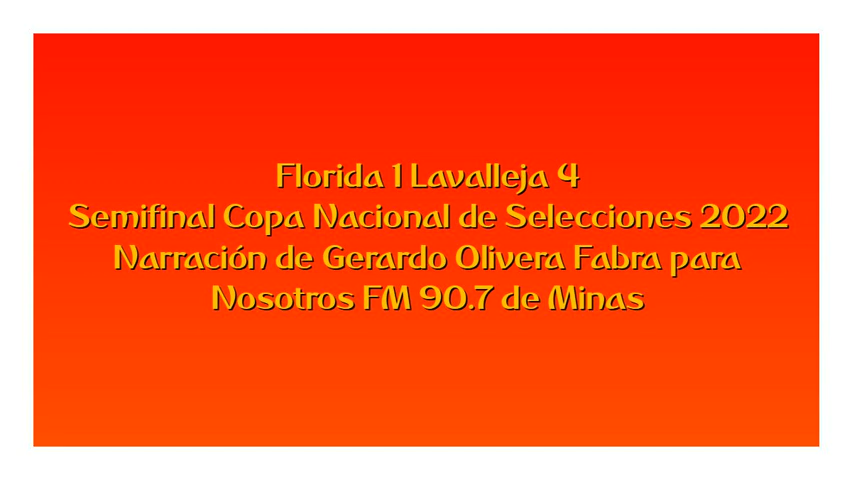 Florida 1 Lavalleja 4
Semifinal Copa Nacional de Selecciones 2022
Narración de Gerardo Olivera Fabra para
Nosotros FM 90.7 de Minas